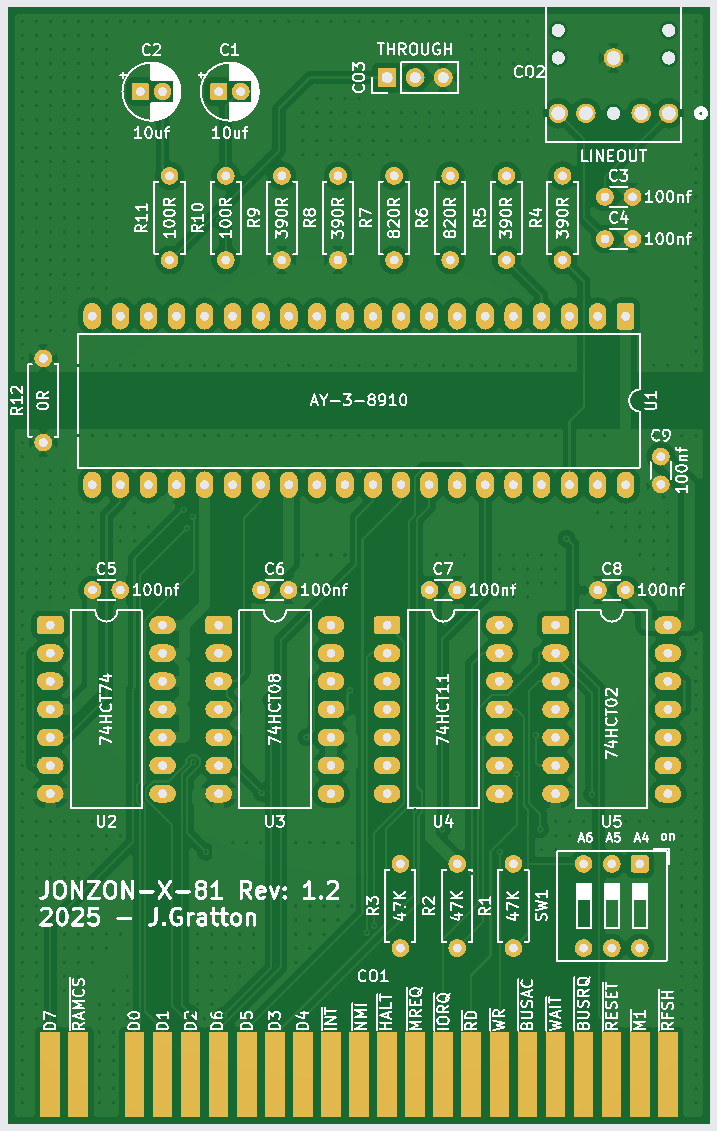 THROUGH
C2
C1
+
+
CO3
CO2
10uf
10uf
LINEOUT
C3
100nf
C4
100nf
R11
100R
R10
100R
R9
390R
R8
390R
R7
820R
R6
820R
R5
390R
R4
390R
R12
0R
AY-3-8910
U1
C9
100nf
C5
100nf
C6
100nf
C7
100nf
C8
100nf
74HCT74
74HCT08
74HCT11
74HCT02
U2
U3
U4
U5
A6
A5
A4
on
R3
47K
R2
47K
R1
47K
SW1
JONZON-X-81 Rev: 1.2
2025 - J.Gratton
CO1
D7
RAMCS
D0
D1
D2
D6
D5
D3
D4
INT
NMI
HALT
MREQ
IORQ
RD
WR
BUSAC
WAIT
BUSRQ
RESET
M1
RFSH